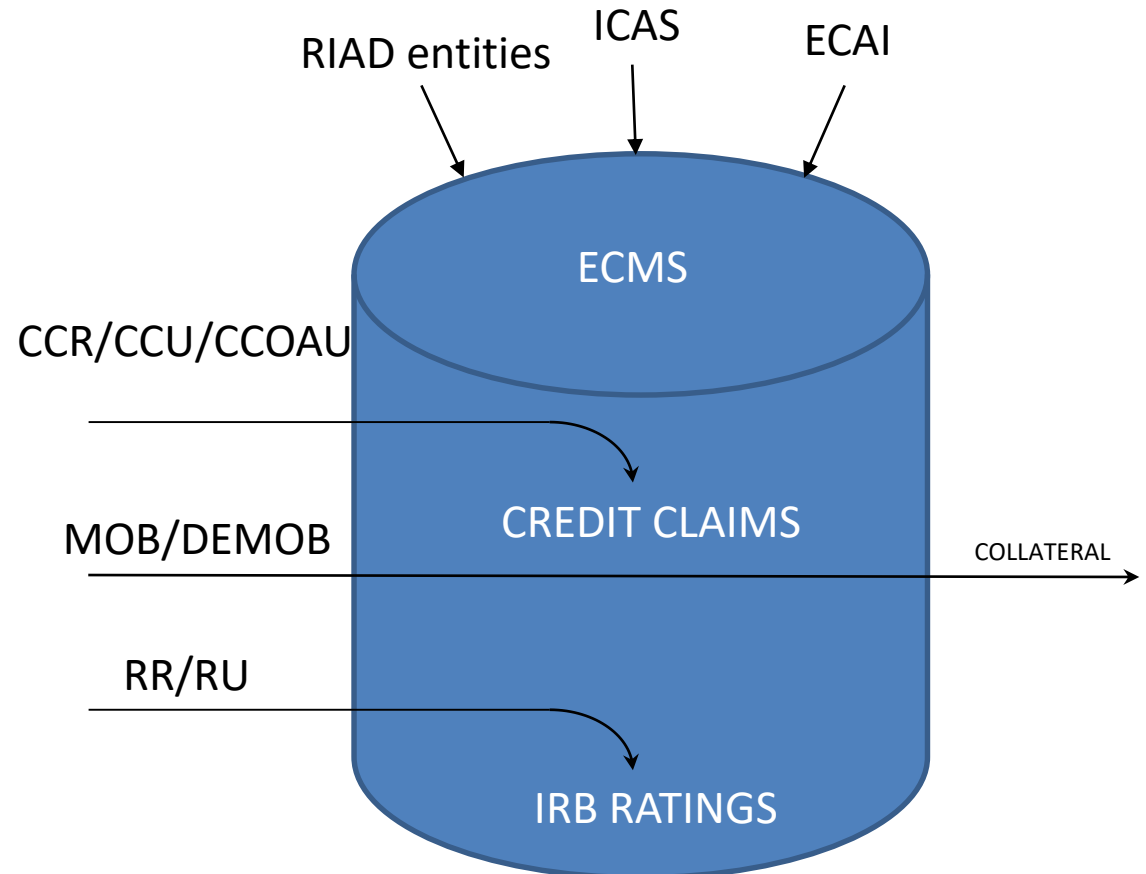 RIAD entities
ICAS
ECAI
ECMS
CCR/CCU/CCOAU
CREDIT CLAIMS
MOB/DEMOB
COLLATERAL
RR/RU
IRB RATINGS